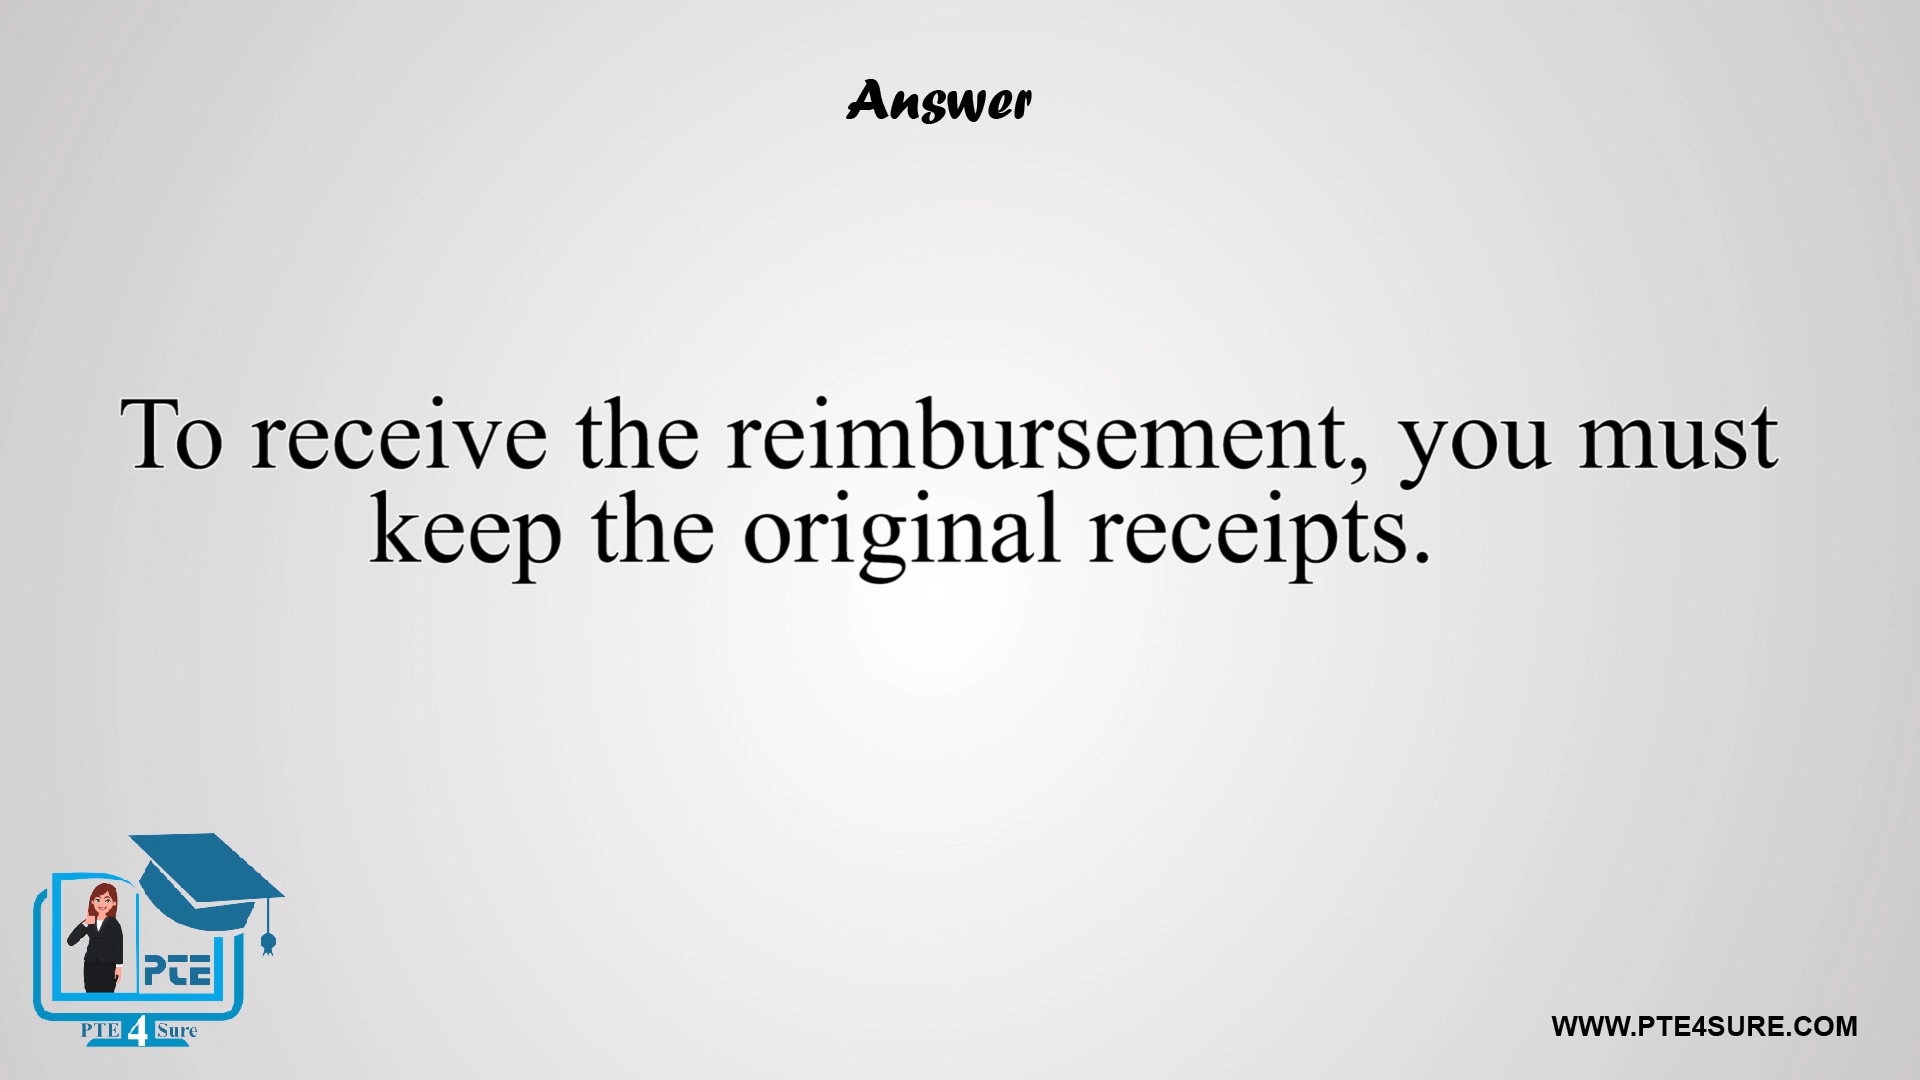 Answer
To receive the reimbursement, you must
keep the original receipts.
PTE
PTE 4 Sure
WWW.PTE4SURE.COM